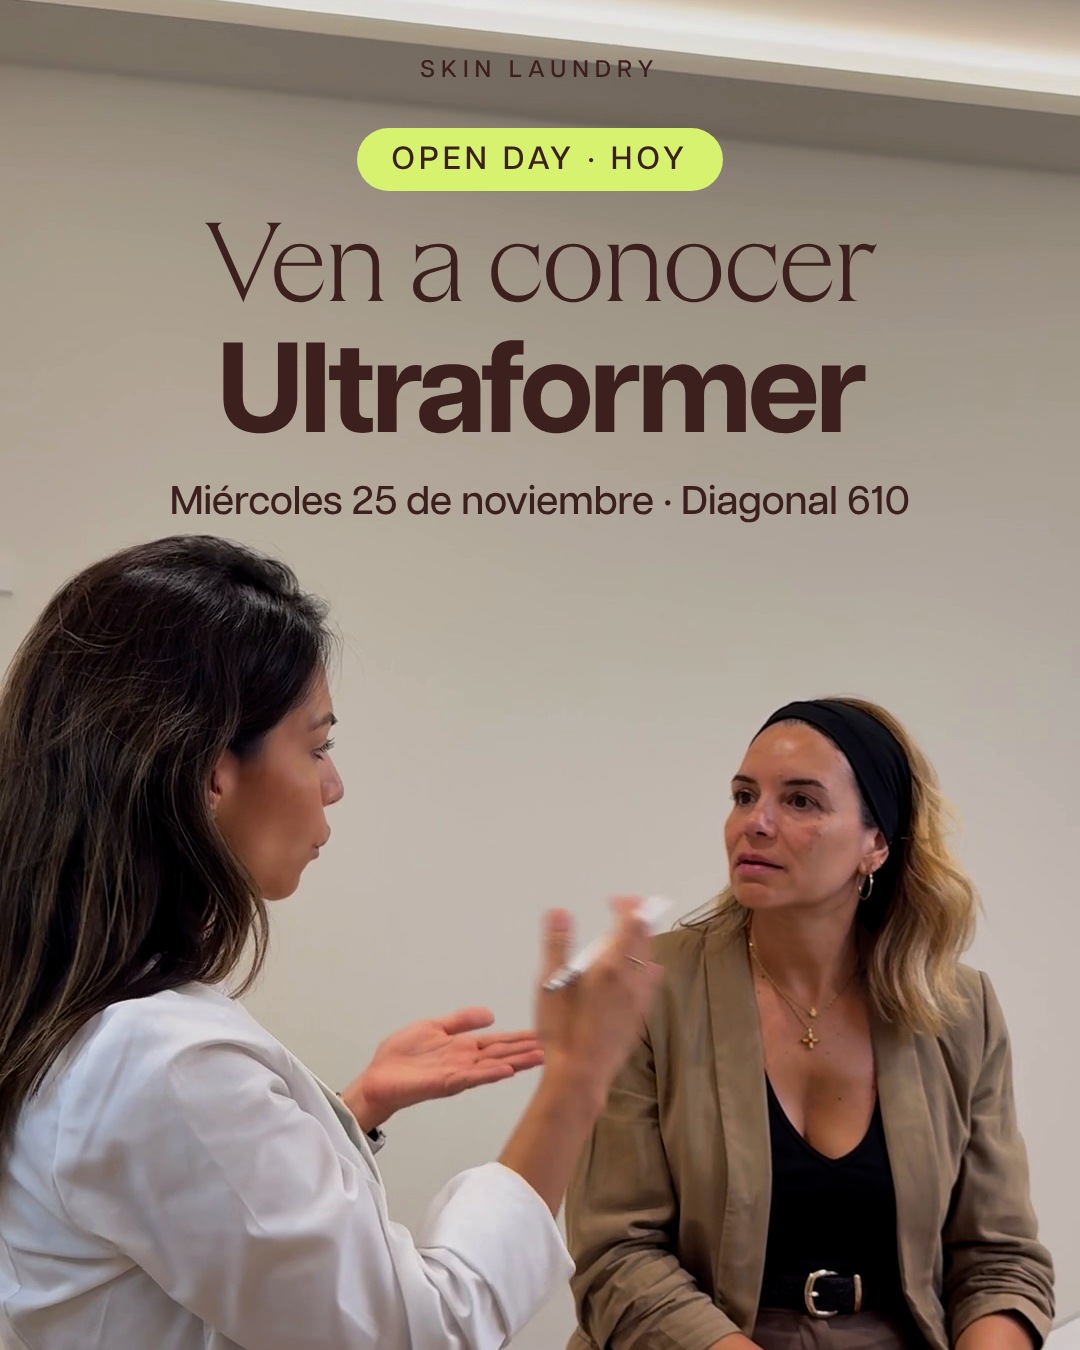 SKIN LAUNDRY
OPEN DAY · HOY
Ven a conocer
Ultraformer
Miércoles 25 de noviembre · Diagonal 610